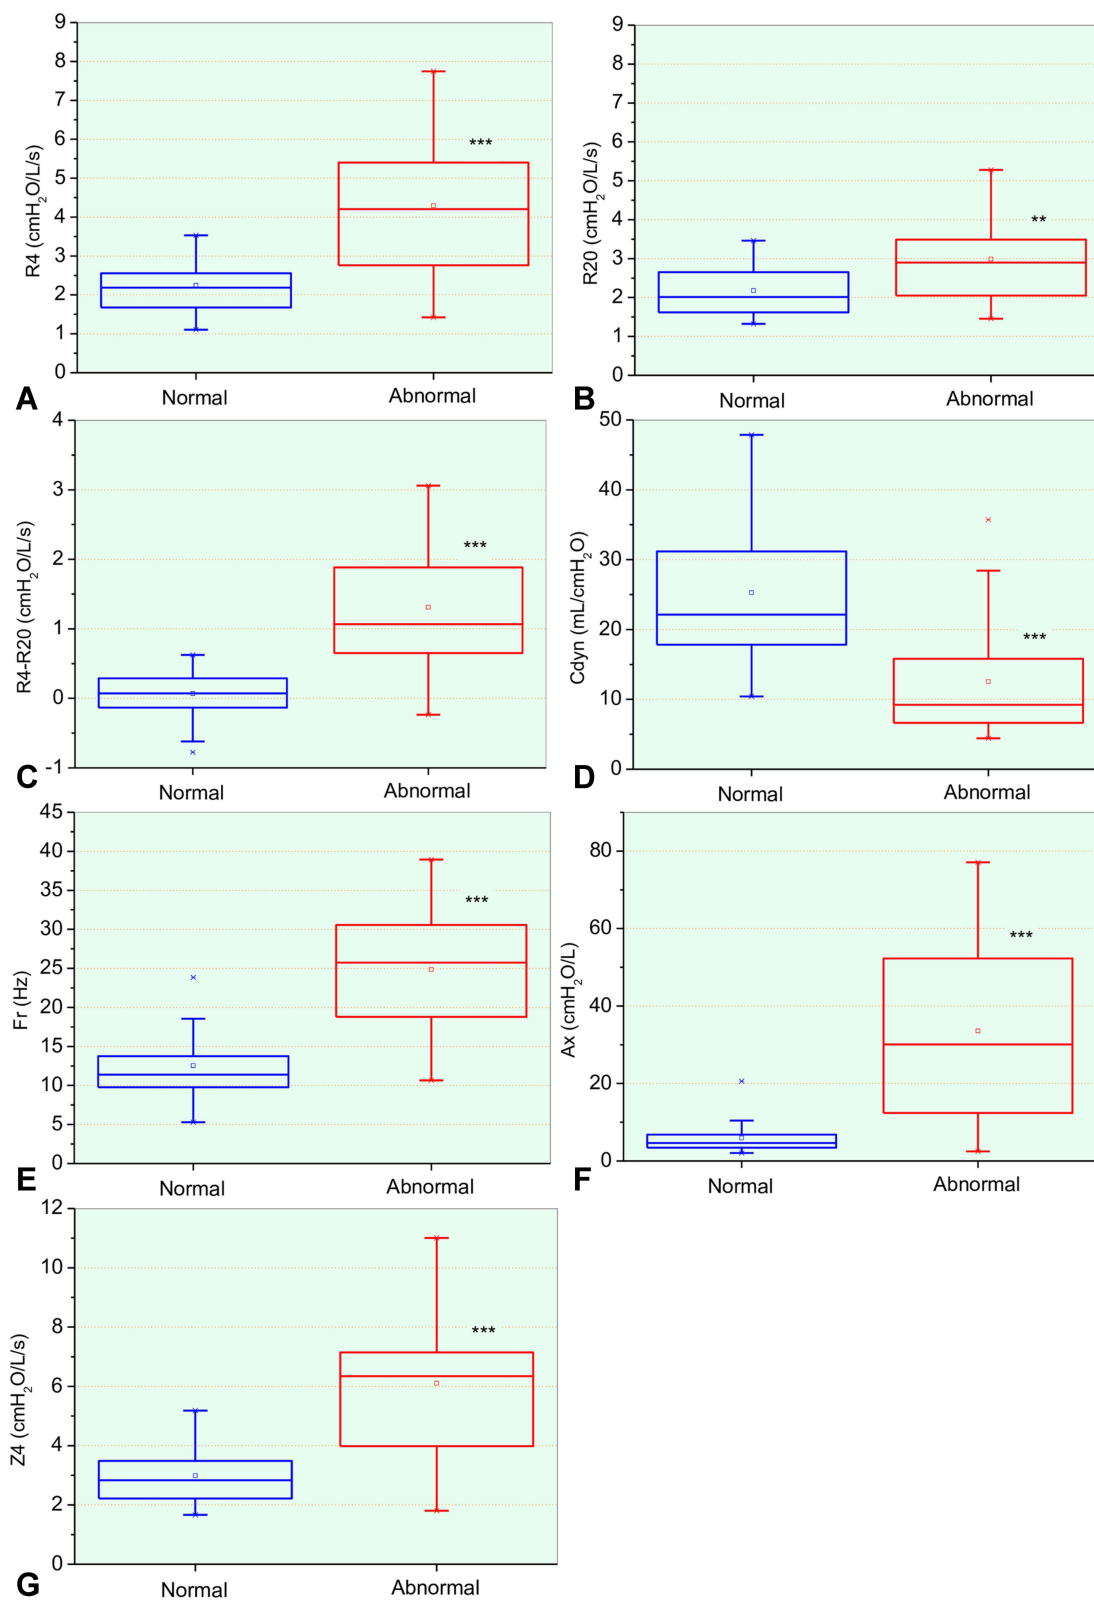 9
8
7
6
5
4
3
2
1
0
R4 (cmH2O/L/s)
***
Normal
Abnormal
A
9
8
7
6
5
4
3
2
1
0
R20 (cmH2O/L/s)
**
Normal
Abnormal
B
4
3
2
1
0
-1
R4-R20 (cmH2O/L/s)
***
Normal
Abnormal
C
50
40
30
20
10
0
Cdyn (mL/cmH2O)
***
Normal
Abnormal
D
45
40
35
30
25
20
15
10
5
0
Fr (Hz)
***
Normal
Abnormal
E
80
60
40
20
0
Ax (cmH2O/L)
***
Normal
Abnormal
F
12
10
8
6
4
2
0
Z4 (cmH2O/L/s)
***
Normal
Abnormal
G